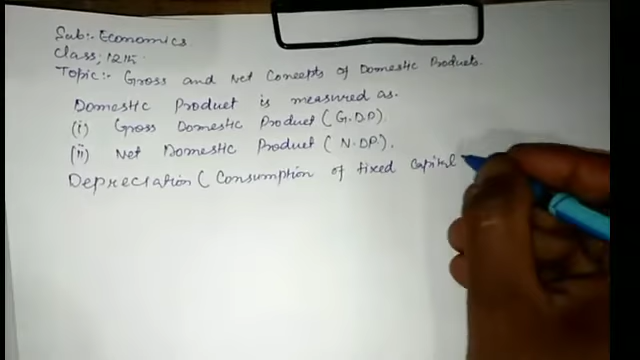 Sub:- Economics
Class:- 12th
Topic:- Gross and Net Concepts of Domestic Products.
Domestic Product is measured as.
(i) Gross Domestic Product (G.D.P)
(ii) Net Domestic Product (N.D.P).
Depreciation (Consumption of fixed Capital